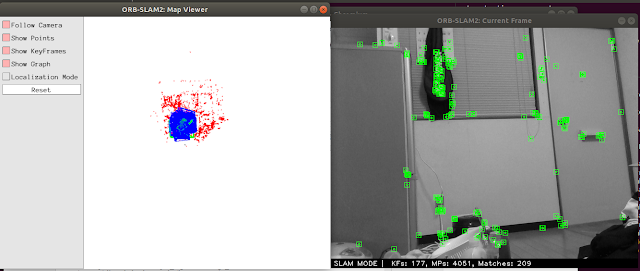 ORB-SLAM2: Map Viewer
Follow Camera
Show Points
Show KeyFrames
Show Graph
Localization Mode
Reset
ORB-SLAM2: Current Frame
SLAM MODE | KFs: 177, MPs: 4051, Matches: 209